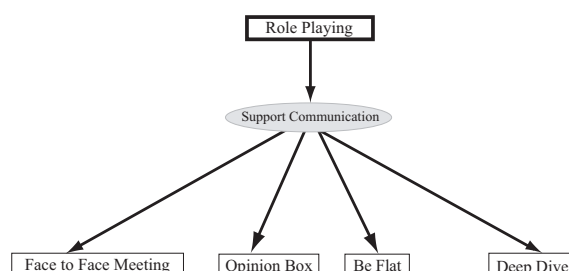 Role Playing
Support Communication
Face to Face Meeting
Opinion Box
Be Flat
Deep Dive